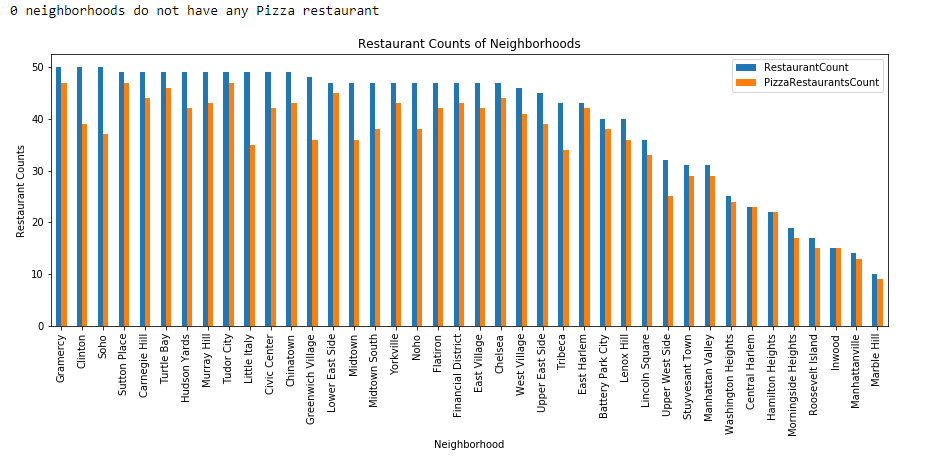 0 neighborhoods do not have any Pizza restaurant
Restaurant Counts of Neighborhoods
RestaurantCount
PizzaRestaurantsCount
Restaurant Counts
50
40
30
20
10
0
Gramercy
Clinton
Soho
Sutton Place
Carnegie Hill
Turtle Bay
Hudson Yards
Murray Hill
Tudor City
Little Italy
Civic Center
Chinatown
Greenwich Village
Lower East Side
Midtown
Midtown South
Yorkville
Noho
Flatiron
Financial District
East Village
Chelsea
West Village
Upper East Side
Tribeca
East Harlem
Battery Park City
Lenox Hill
Lincoln Square
Upper West Side
Stuyvesant Town
Manhattan Valley
Washington Heights
Central Harlem
Hamilton Heights
Morningside Heights
Roosevelt Island
Inwood
Manhattanville
Marble Hill
Neighborhood